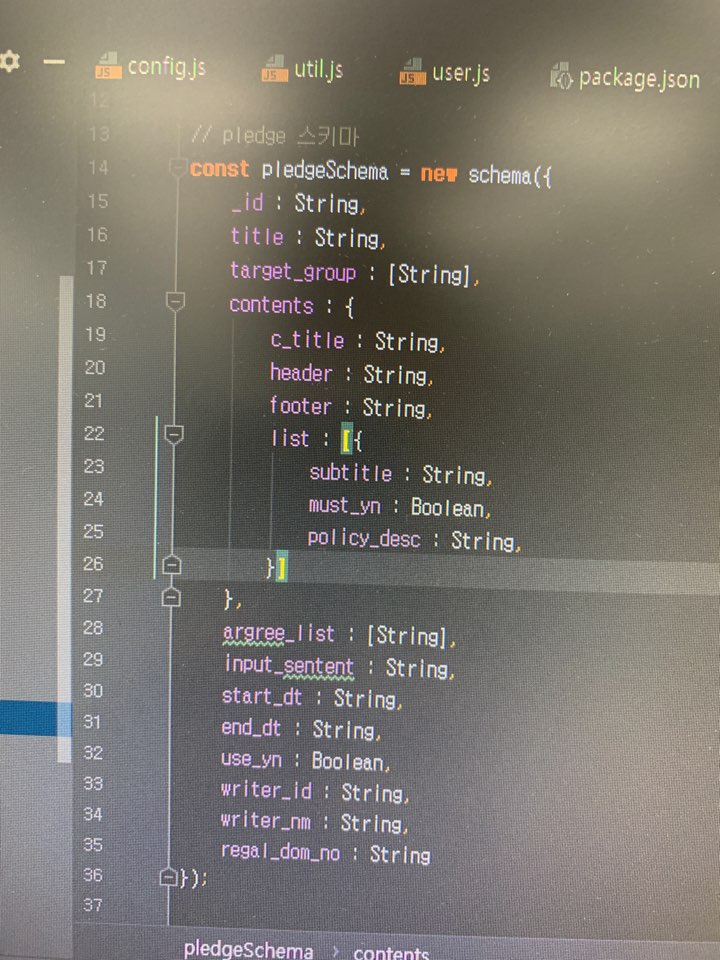 config.js util.js user.js package.json
12
13 // pledge 스키마
14 const pledgeSchema = new schema({
15 _id : String,
16 title : String,
17 target_group : [String],
18 contents : {
19 c_title : String,
20 header : String,
21 footer : String,
22 list : [{
23 subtitle : String,
24 must_yn : Boolean,
25 policy_desc : String,
26 }]
27 },
28 argree_list : [String],
29 input_sentent : String,
30 start_dt : String,
31 end_dt : String,
32 use_yn : Boolean,
33 writer_id : String,
34 writer_nm : String,
35 regal_dom_no : String
36 });
37
pledgeSchema › contents